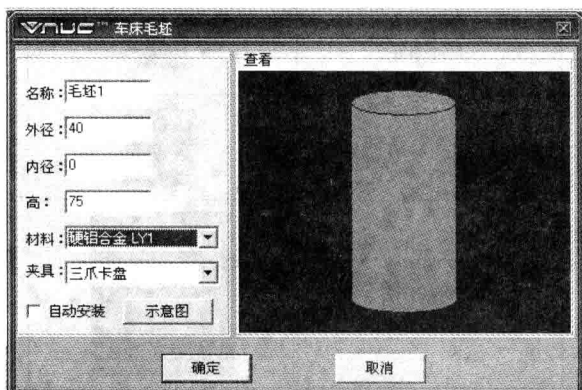 VNUC™ 车床毛坯
名称：毛坯1
外径：40
内径：0
高： 75
材料：硬铝合金 LY1
夹具：三爪卡盘
自动安装 示意图
查看
确定 取消